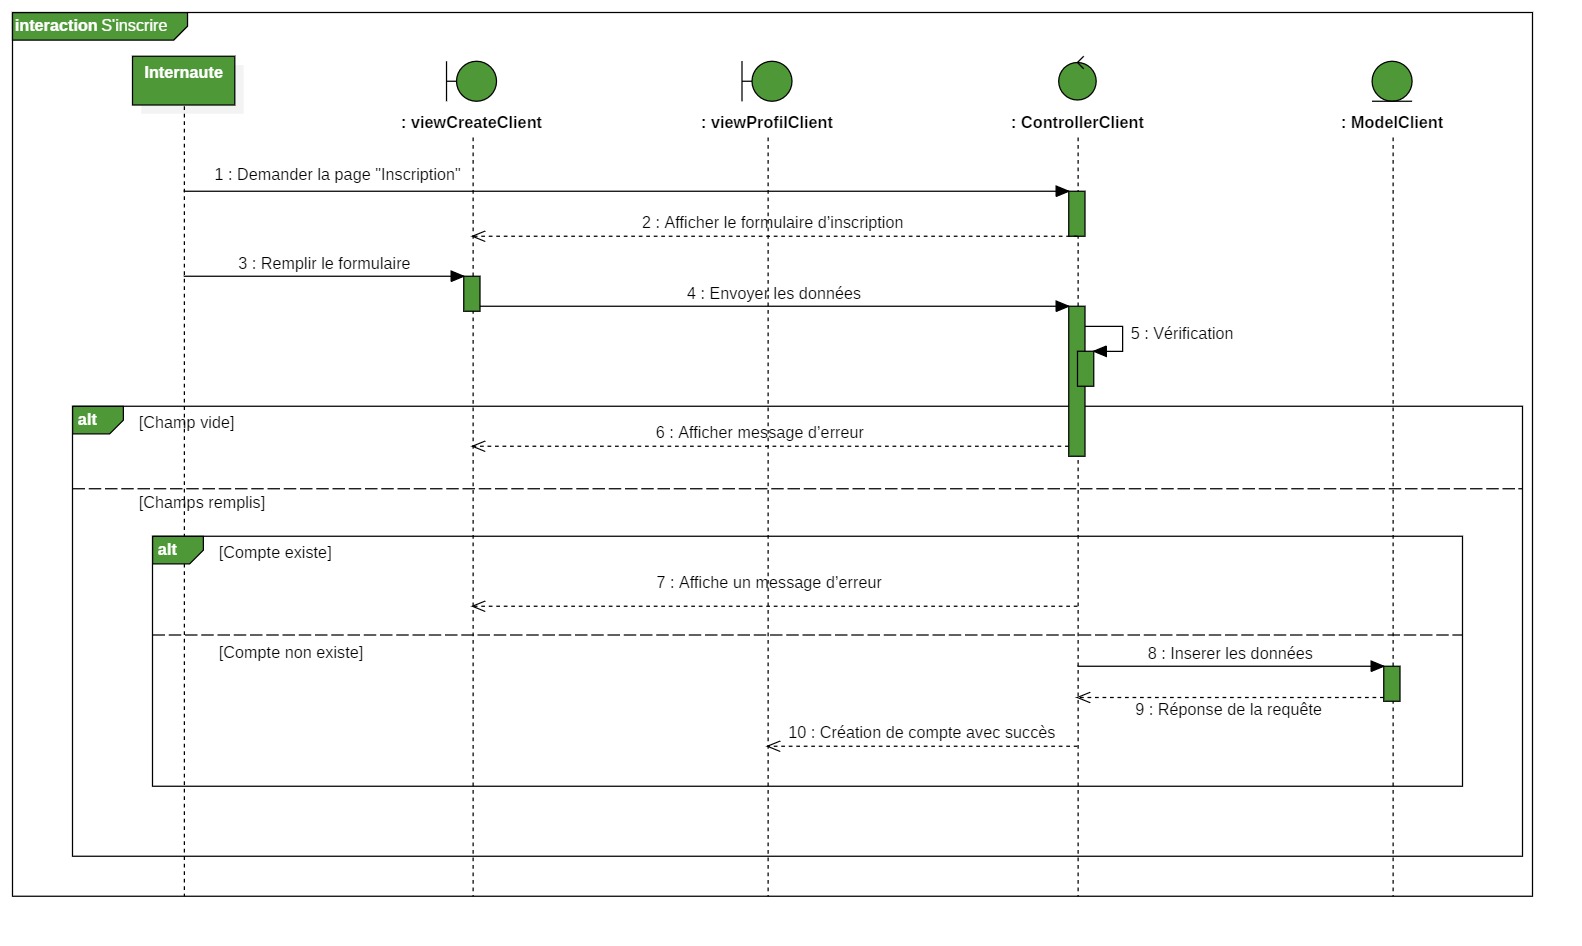 interaction S'inscrire
Internaute
: viewCreateClient
: viewProfilClient
: ControllerClient
: ModelClient
1 : Demander la page "Inscription"
2 : Afficher le formulaire d’inscription
3 : Remplir le formulaire
4 : Envoyer les données
5 : Vérification
alt
[Champ vide]
6 : Afficher message d’erreur
[Champs remplis]
alt
[Compte existe]
7 : Affiche un message d’erreur
[Compte non existe]
8 : Inserer les données
9 : Réponse de la requête
10 : Création de compte avec succès